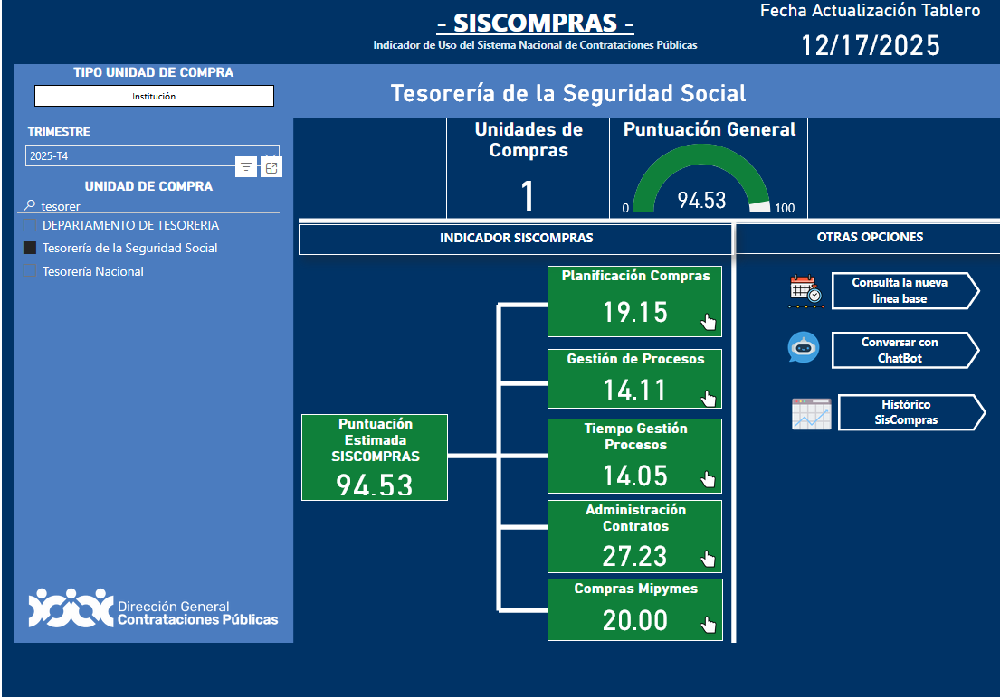 - SISCOMPRAS -
Indicador de Uso del Sistema Nacional de Contrataciones Públicas
Fecha Actualización Tablero
12/17/2025
TIPO UNIDAD DE COMPRA
Institución
Tesorería de la Seguridad Social
TRIMESTRE
2025-T4
UNIDAD DE COMPRA
tesorer
DEPARTAMENTO DE TESORERIA
Tesorería de la Seguridad Social
Tesorería Nacional
Unidades de
Compras
1
Puntuación General
94.53
0
100
INDICADOR SISCOMPRAS
Puntuación
Estimada
SISCOMPRAS
94.53
Planificación Compras
19.15
Gestión de Procesos
14.11
Tiempo Gestión
Procesos
14.05
Administración
Contratos
27.23
Compras Mipymes
20.00
OTRAS OPCIONES
Consulta la nueva
linea base
Conversar con
ChatBot
Histórico
SisCompras
Dirección General
Contrataciones Públicas